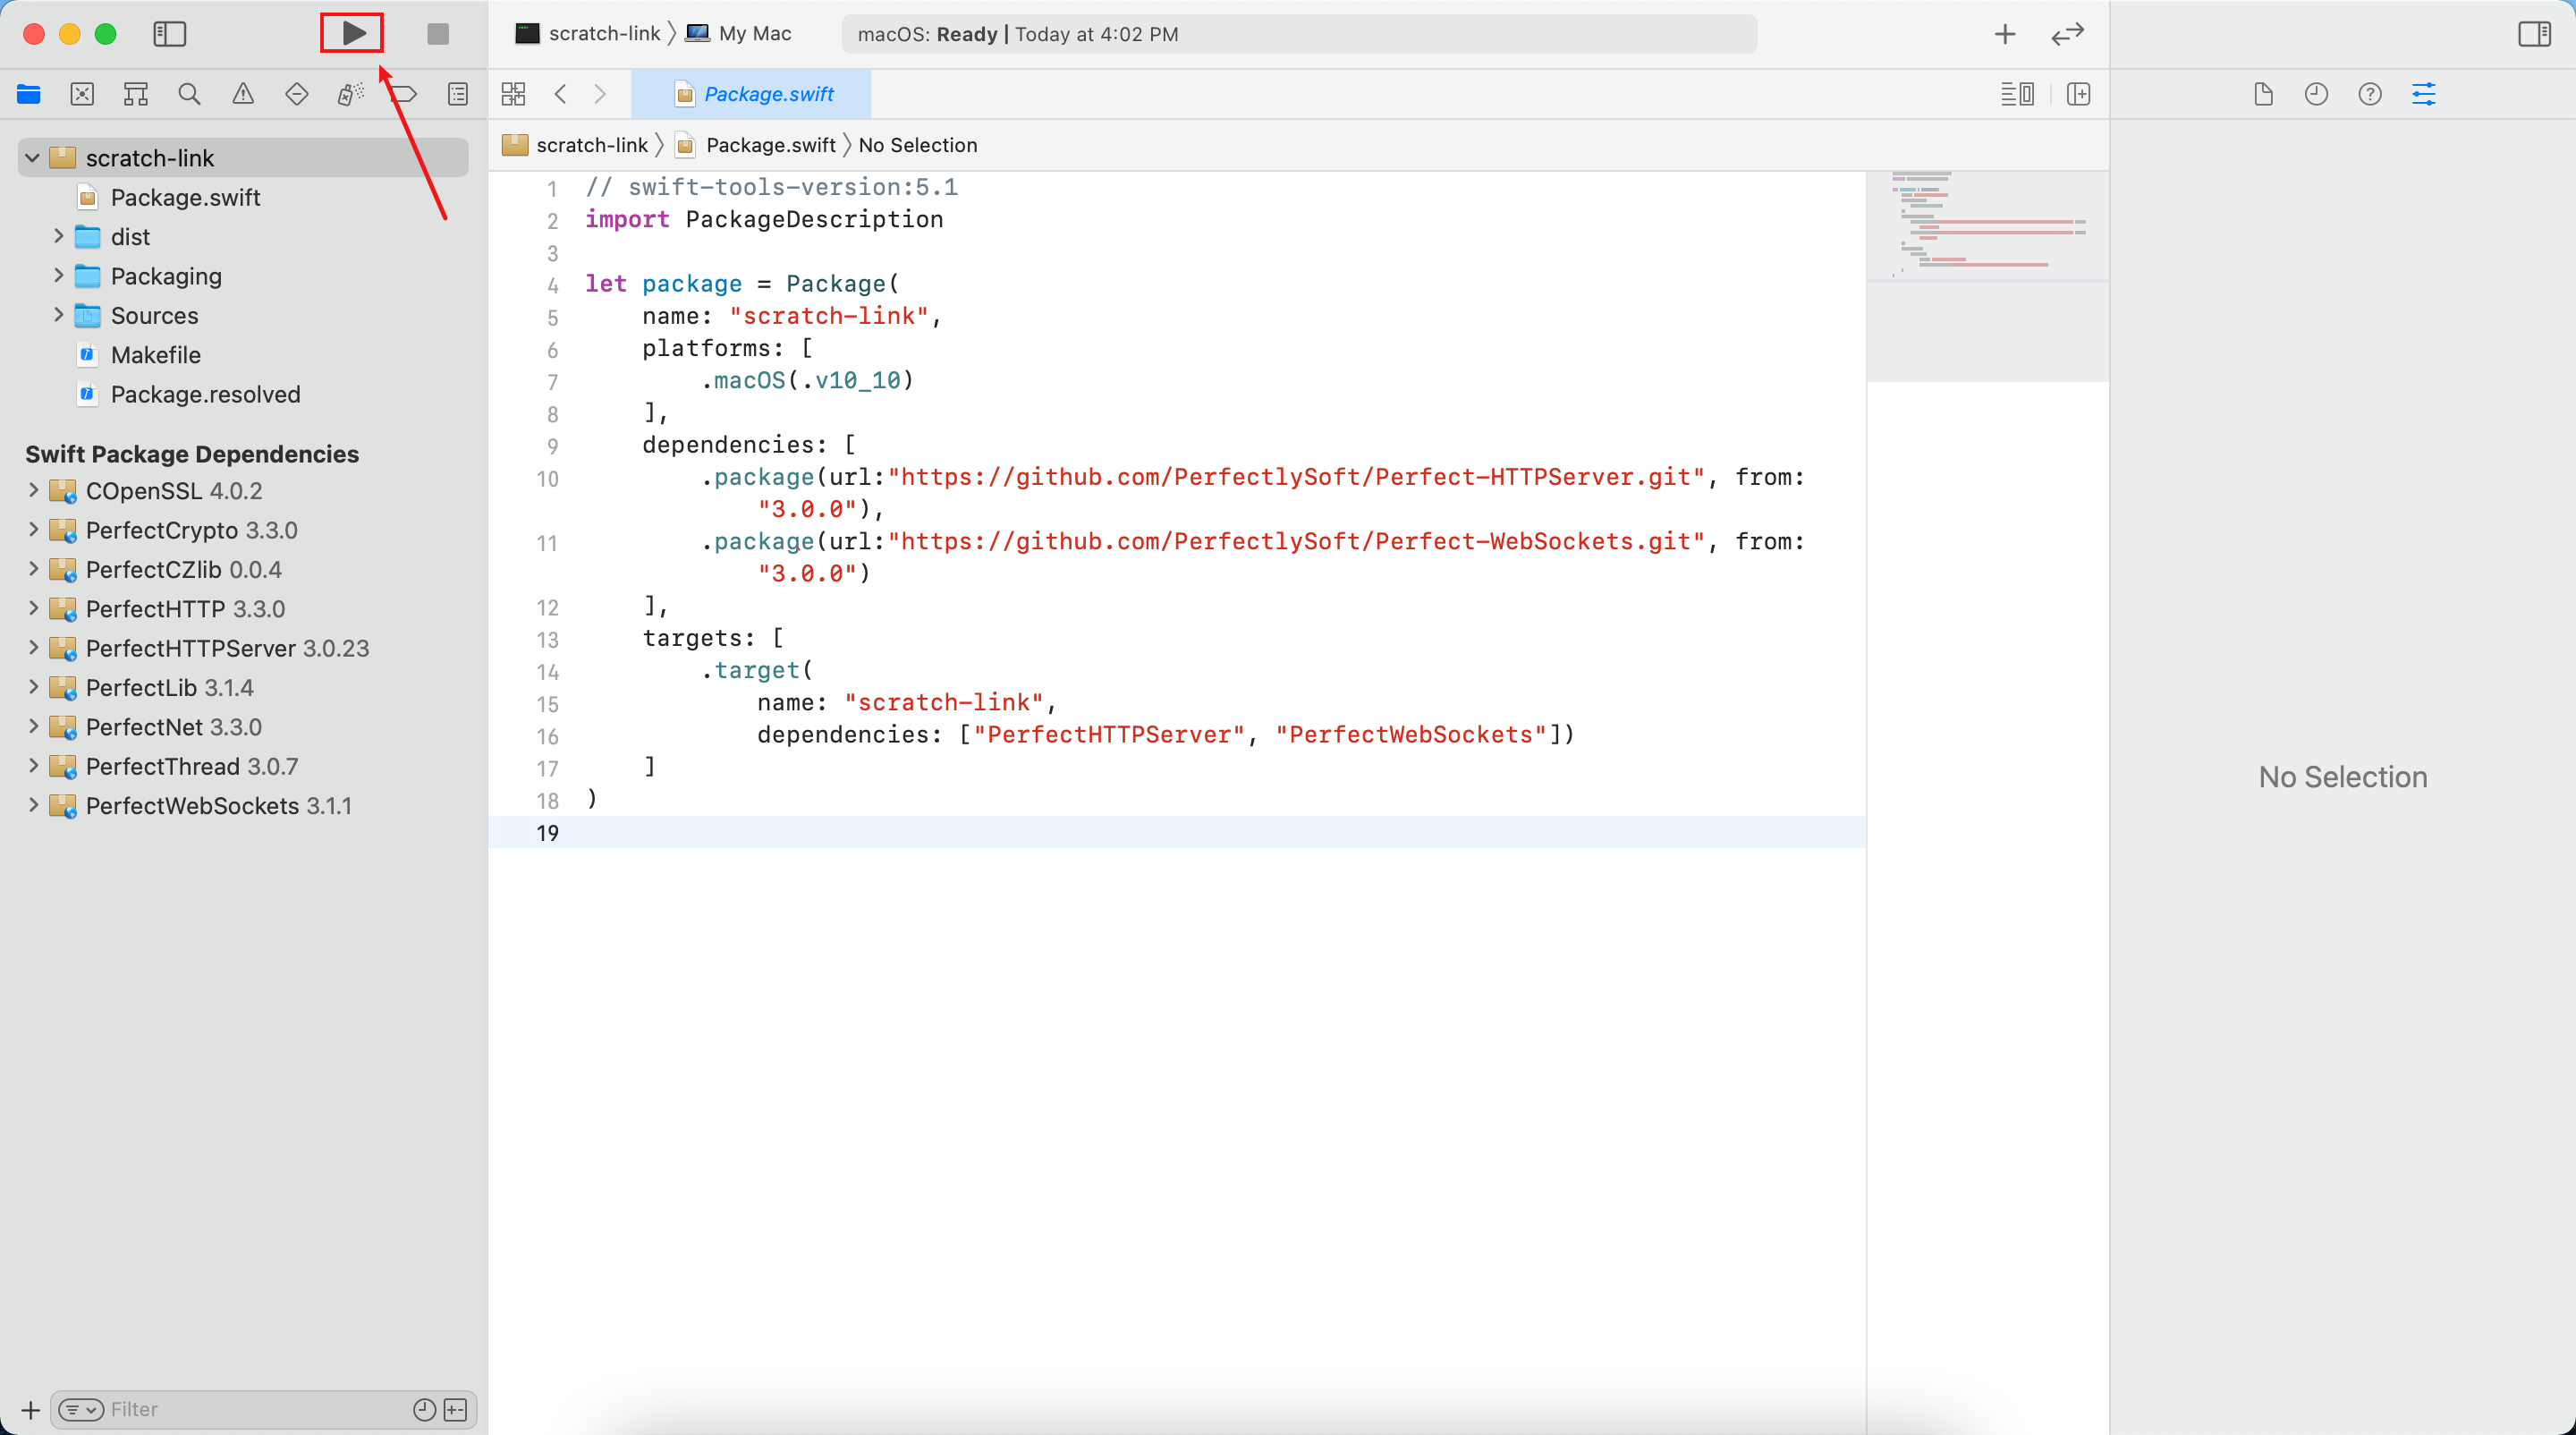 scratch-link 〉 My Mac
macOS: Ready | Today at 4:02 PM
Package.swift
scratch-link 〉 Package.swift 〉 No Selection
scratch-link
Package.swift
dist
Packaging
Sources
Makefile
Package.resolved
Swift Package Dependencies
COpenSSL 4.0.2
PerfectCrypto 3.3.0
PerfectCZlib 0.0.4
PerfectHTTP 3.3.0
PerfectHTTPServer 3.0.23
PerfectLib 3.1.4
PerfectNet 3.3.0
PerfectThread 3.0.7
PerfectWebSockets 3.1.1
Filter
1 // swift-tools-version:5.1
2 import PackageDescription
3
4 let package = Package(
5 name: "scratch-link",
6 platforms: [
7 .macOS(.v10_10)
8 ],
9 dependencies: [
10 .package(url:"https://github.com/PerfectlySoft/Perfect-HTTPServer.git", from:
"3.0.0"),
11 .package(url:"https://github.com/PerfectlySoft/Perfect-WebSockets.git", from:
"3.0.0")
12 ],
13 targets: [
14 .target(
15 name: "scratch-link",
16 dependencies: ["PerfectHTTPServer", "PerfectWebSockets"])
17 ]
18 )
19
No Selection